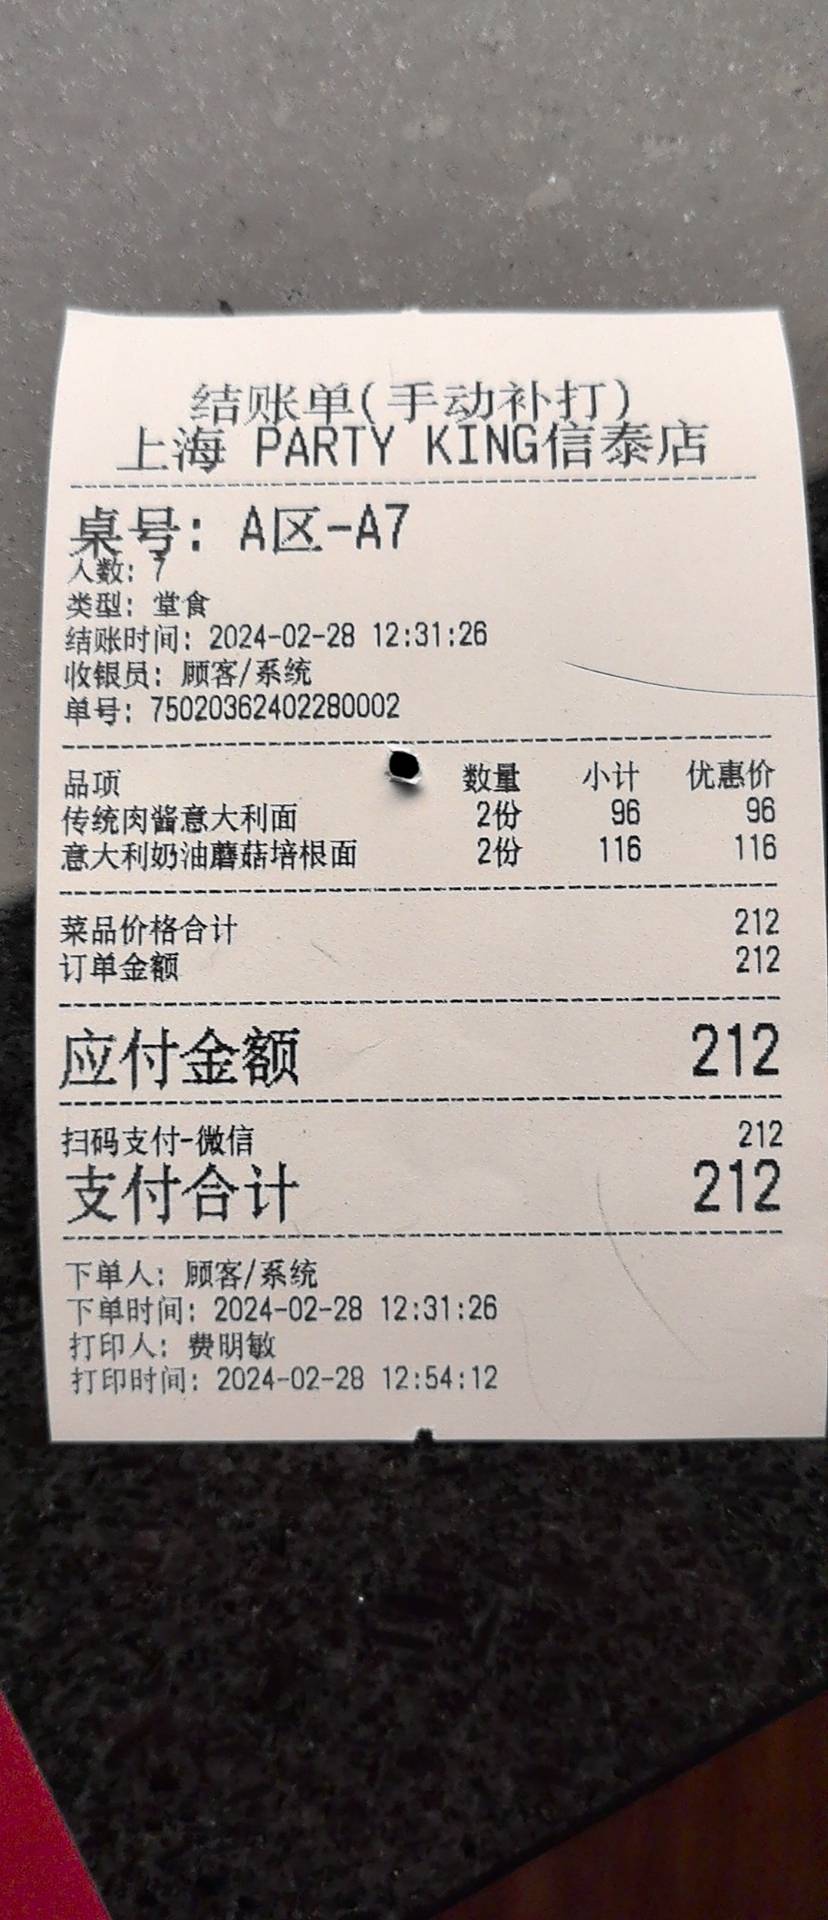 结账单(手动补打)
上海 PARTY KING信泰店
桌号: A区-A7
人数: 7
类型: 堂食
结账时间: 2024-02-28 12:31:26
收银员: 顾客/系统
单号: 75020362402280002
品项 数量 小计 优惠价
传统肉酱意大利面 2份 96 96
意大利奶油蘑菇培根面 2份 116 116
菜品价格合计 212
订单金额 212
应付金额 212
扫码支付-微信 212
支付合计 212
下单人: 顾客/系统
下单时间: 2024-02-28 12:31:26
打印人: 费明敏
打印时间: 2024-02-28 12:54:12